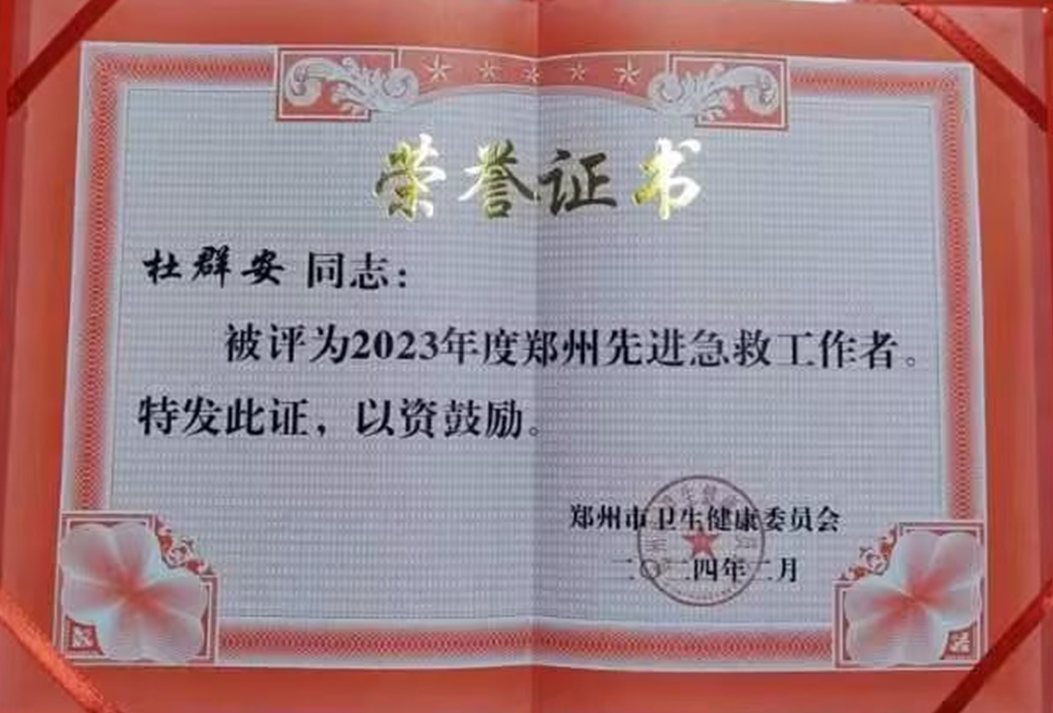 荣誉证书
杜群安 同志：
被评为2023年度郑州先进急救工作者。
特发此证，以资鼓励。
郑州市卫生健康委员会
二〇二四年二月